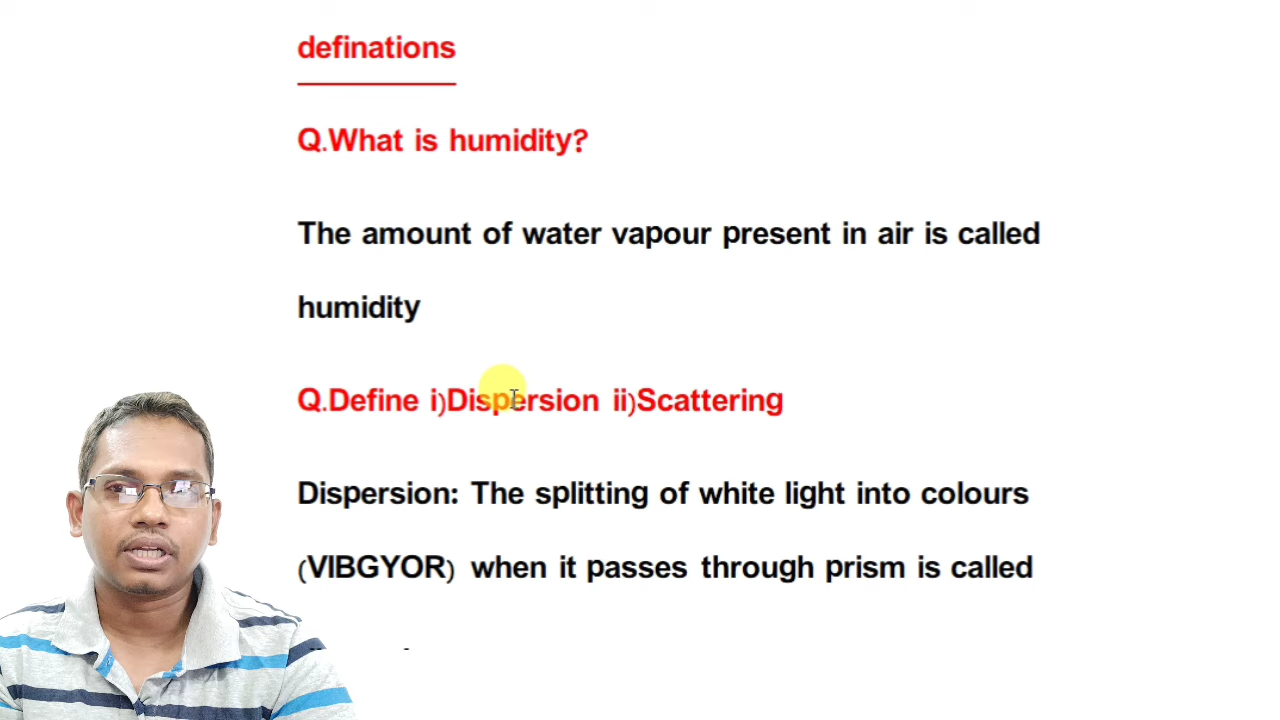 definations
Q.What is humidity?
The amount of water vapour present in air is called
humidity
Q.Define i)Dispersion ii)Scattering
Dispersion: The splitting of white light into colours
(VIBGYOR) when it passes through prism is called